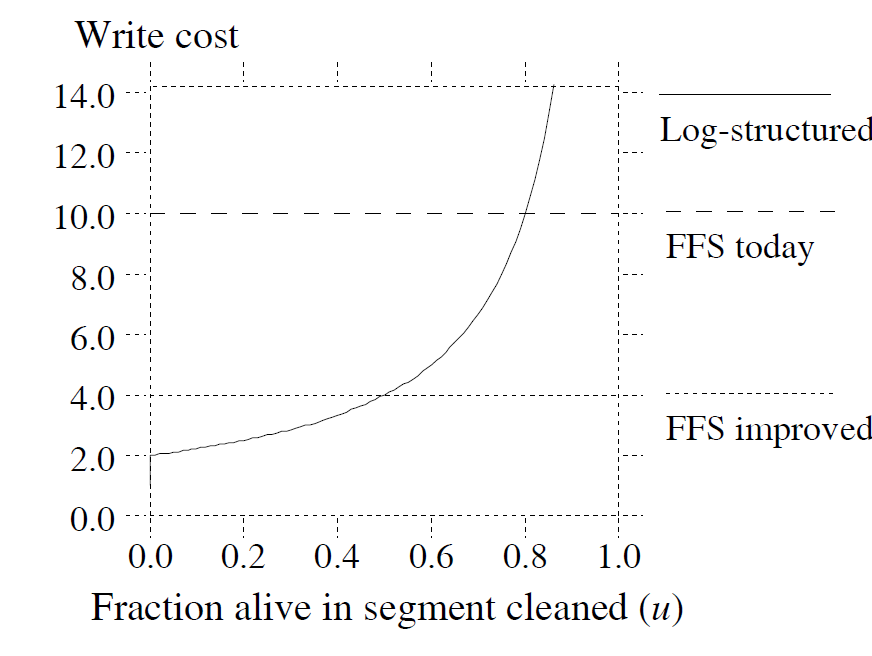 Write cost
14.0
12.0
10.0
8.0
6.0
4.0
2.0
0.0
0.0 0.2 0.4 0.6 0.8 1.0
Fraction alive in segment cleaned (u)
Log-structured
FFS today
FFS improved